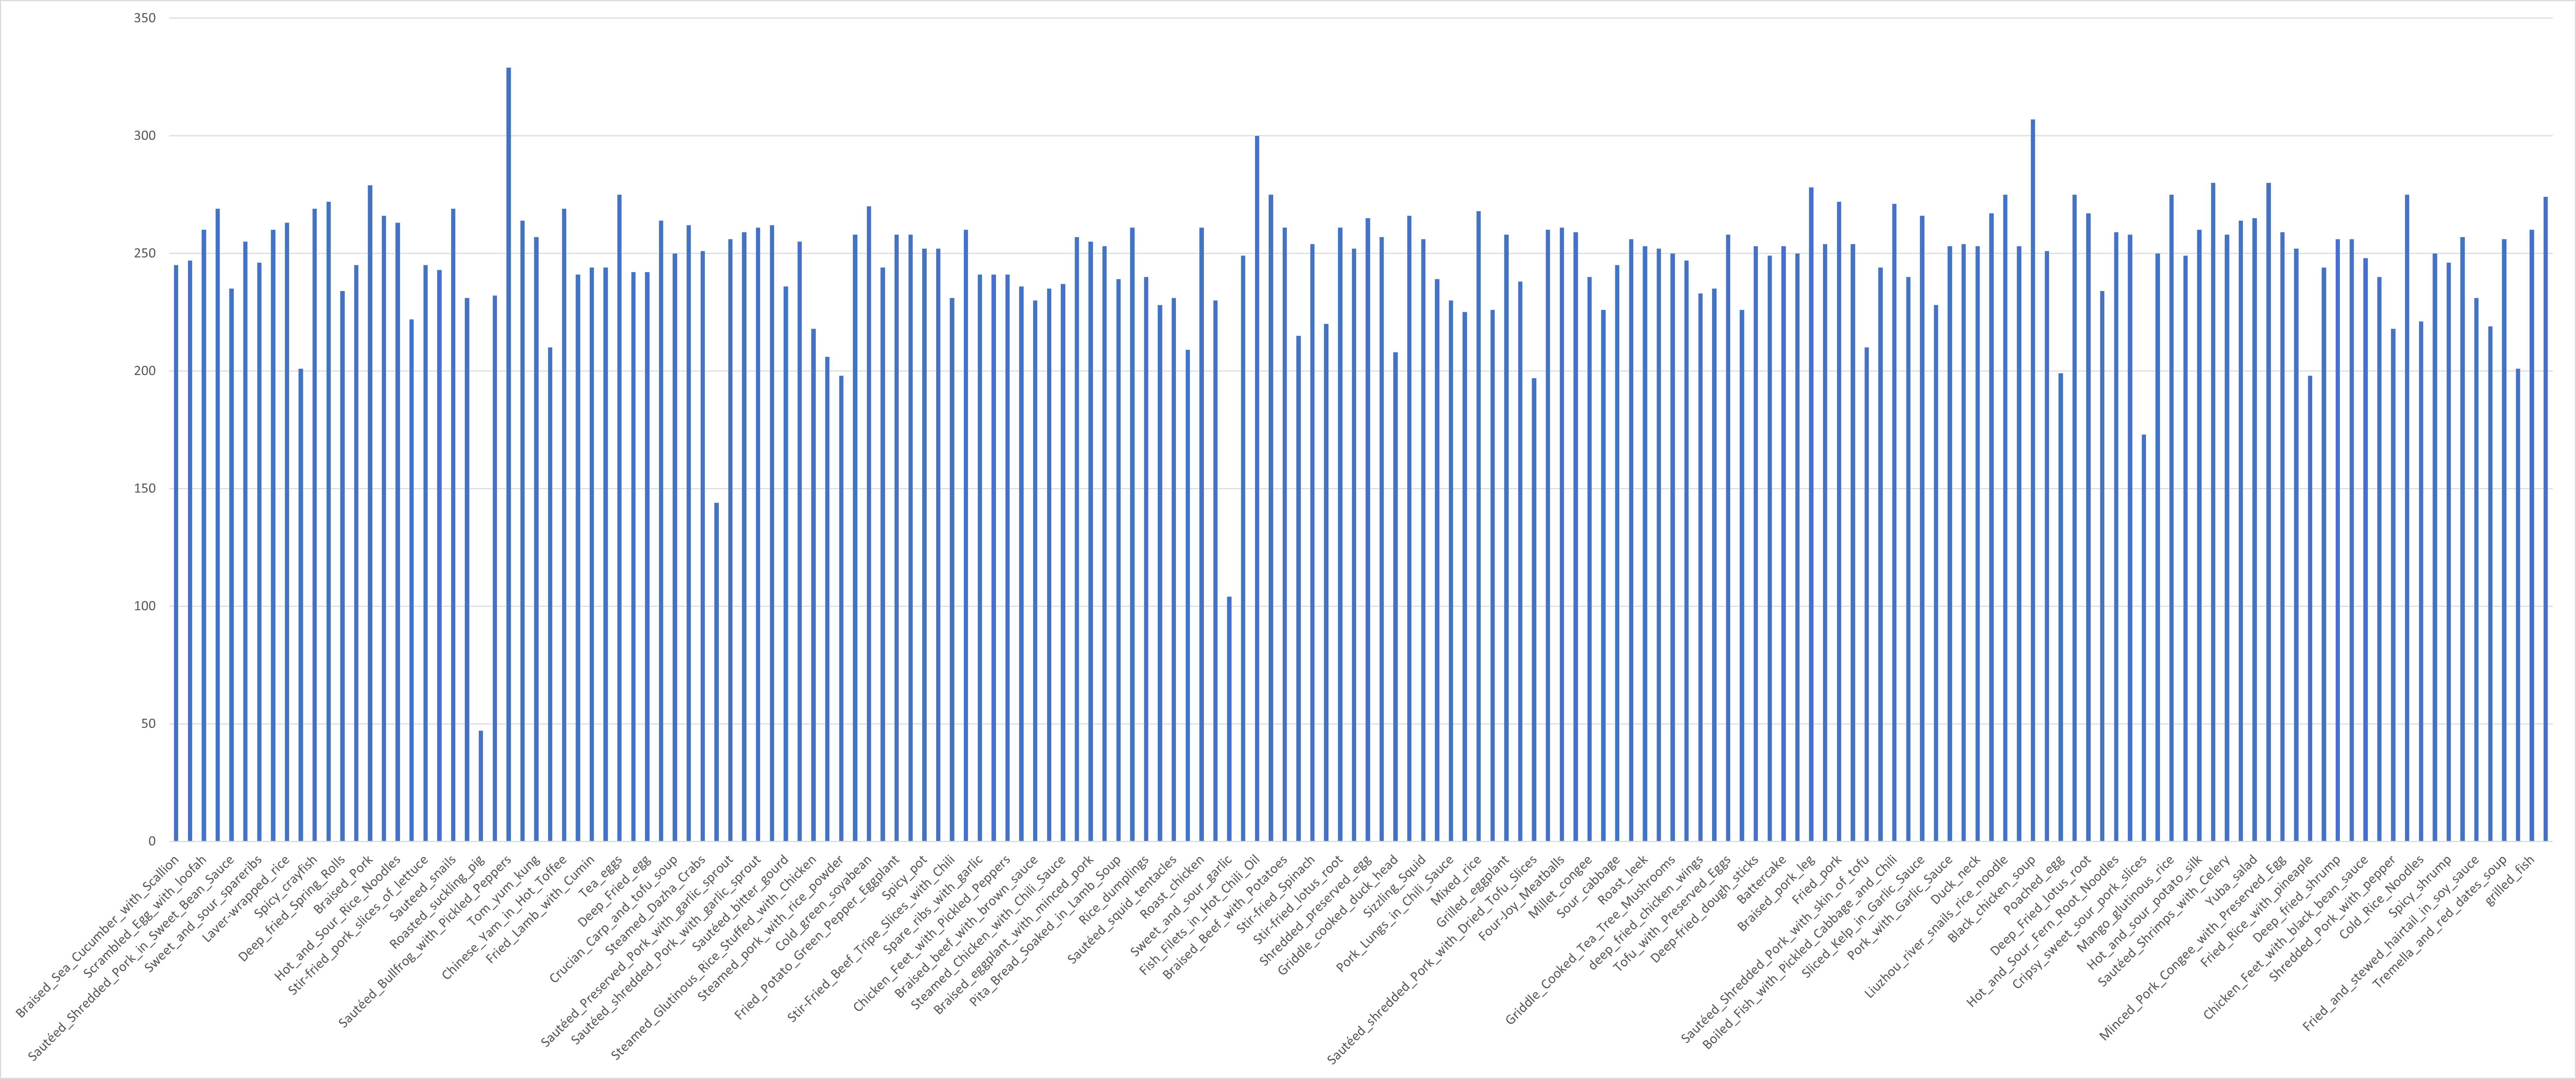 350
300
250
200
150
100
50
0
Braised_Sea_Cucumber_with_Scallion
Scrambled_Egg_with_loofah
Sautéed_Shredded_Pork_in_Sweet_Bean_Sauce
Sweet_and_sour_spareribs
Laver-wrapped_rice
Spicy_crayfish
Deep_fried_Spring_Rolls
Braised_Pork
Hot_and_Sour_Rice_Noodles
Stir-fried_pork_slices_of_lettuce
Sauteed_snails
Roasted_suckling_pig
Sautéed_Bullfrog_with_Pickled_Peppers
Tom_yum_kung
Chinese_Yam_in_Hot_Toffee
Fried_Lamb_with_Cumin
Tea_eggs
Deep_Fried_egg
Crucian_Carp_and_tofu_soup
Steamed_Dazha_Crabs
Sautéed_Preserved_Pork_with_garlic_sprout
Sautéed_shredded_Pork_with_garlic_sprout
Sautéed_bitter_gourd
Steamed_Glutinous_Rice_Stuffed_with_Chicken
Steamed_pork_with_rice_powder
Cold_green_soyabean
Fried_Potato_Green_Pepper_Eggplant
Spicy_pot
Stir-Fried_Beef_Tripe_Slices_with_Chili
Spare_ribs_with_garlic
Chicken_Feet_with_Pickled_Peppers
Braised_beef_with_brown_sauce
Steamed_Chicken_with_Chili_Sauce
Braised_eggplant_with_minced_pork
Pita_Bread_Soaked_in_Lamb_Soup
Rice_dumplings
Sautéed_squid_tentacles
Roast_chicken
Sweet_and_sour_garlic
Fish_Filets_in_Hot_Chili_Oil
Braised_Beef_with_Potatoes
Stir-fried_Spinach
Stir-fried_lotus_root
Shredded_preserved_egg
Griddle_cooked_duck_head
Sizzling_Squid
Pork_Lungs_in_Chili_Sauce
Mixed_rice
Grilled_eggplant
Sautéed_shredded_Pork_with_Dried_Tofu_Slices
Four-Joy_Meatballs
Millet_congee
Sour_cabbage
Roast_leek
Griddle_Cooked_Tea_Tree_Mushrooms
deep_fried_chicken_wings
Tofu_with_Preserved_Eggs
Deep-fried_dough_sticks
Battercake
Braised_pork_leg
Fried_pork
Sautéed_Shredded_Pork_with_skin_of_tofu
Boiled_Fish_with_Pickled_Cabbage_and_Chili
Sliced_Kelp_in_Garlic_Sauce
Pork_with_Garlic_Sauce
Duck_neck
Liuzhou_river_snails_rice_noodle
Black_chicken_soup
Poached_egg
Deep_Fried_lotus_root
Hot_and_Sour_Fern_Root_Noodles
Cripsy_sweet_sour_pork_slices
Mango_glutinous_rice
Hot_and_sour_potato_silk
Sautéed_Shrimps_with_Celery
Yuba_salad
Minced_Pork_Congee_with_Preserved_Egg
Fried_Rice_with_pineaple
Deep_fried_shrump
Chicken_Feet_with_black_bean_sauce
Shredded_Pork_with_pepper
Cold_Rice_Noodles
Spicy_shrump
Fried_and_stewed_hairtail_in_soy_sauce
Tremella_and_red_dates_soup
grilled_fish